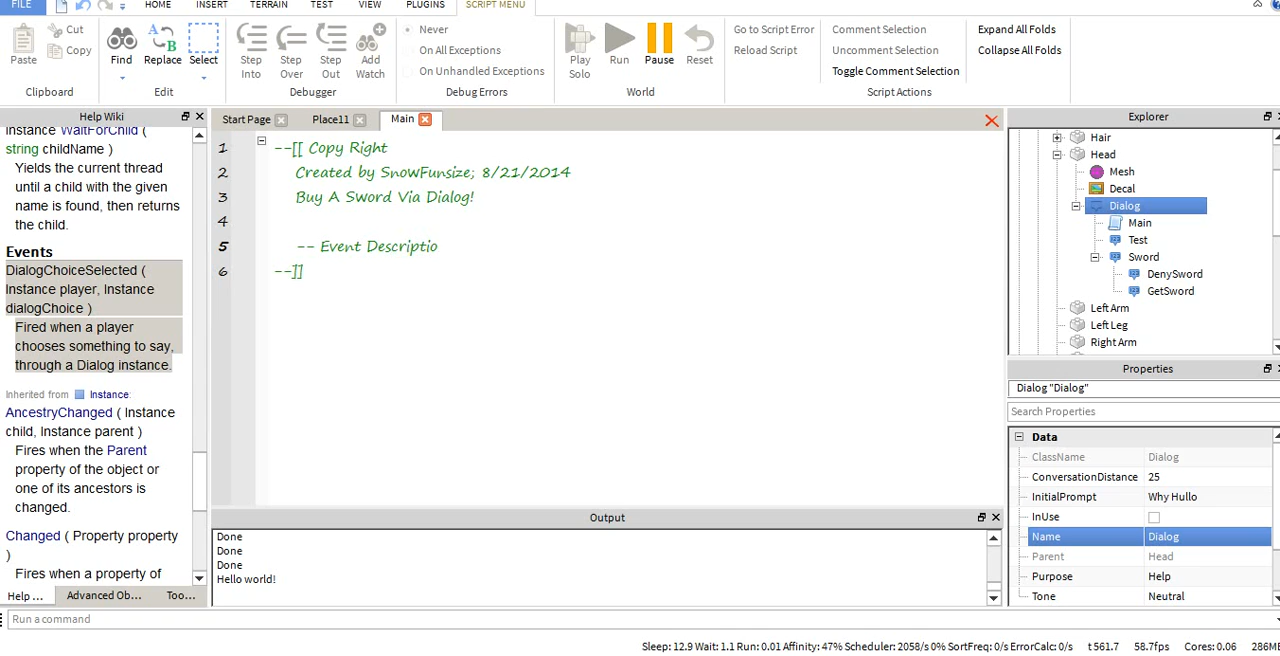 FILE HOME INSERT TERRAIN TEST VIEW PLUGINS SCRIPT MENU
Paste
Cut
Copy
Clipboard
Find
Replace
Select
Edit
Step Into
Step Over
Step Out
Add Watch
Debugger
Never
On All Exceptions
On Unhandled Exceptions
Debug Errors
Play Solo
Run
Pause
Reset
World
Go to Script Error
Reload Script
Comment Selection
Uncomment Selection
Toggle Comment Selection
Expand All Folds
Collapse All Folds
Script Actions
Help Wiki
Instance WaitForChild (
string childName )
Yields the current thread
until a child with the given
name is found, then returns
the child.
Events
DialogChoiceSelected (
Instance player, Instance
dialogChoice )
Fired when a player
chooses something to say,
through a Dialog instance.
Inherited from Instance:
AncestryChanged ( Instance
child, Instance parent )
Fires when the Parent
property of the object or
one of its ancestors is
changed.
Changed ( Property property
)
Fires when a property of
Help ... Advanced Ob... Too...
Start Page Place11 Main
1 --[[ Copy Right
2 Created by SnowFunsize; 8/21/2014
3 Buy A Sword Via Dialog!
4
5 -- Event Descriptio
6 --]]
Output
Done
Done
Done
Hello world!
Explorer
Hair
Head
Mesh
Decal
Dialog
Main
Test
Sword
DenySword
GetSword
Left Arm
Left Leg
Right Arm
Properties
Dialog "Dialog"
Search Properties
Data
ClassName Dialog
ConversationDistance 25
InitialPrompt Why Hullo
InUse
Name Dialog
Parent Head
Purpose Help
Tone Neutral
Run a command
Sleep: 12.9 Wait: 1.1 Run: 0.01 Affinity: 47% Scheduler: 2058/s 0% SortFreq: 0/s ErrorCalc: 0/s t 561.7 58.7fps Cores: 0.06 286ME